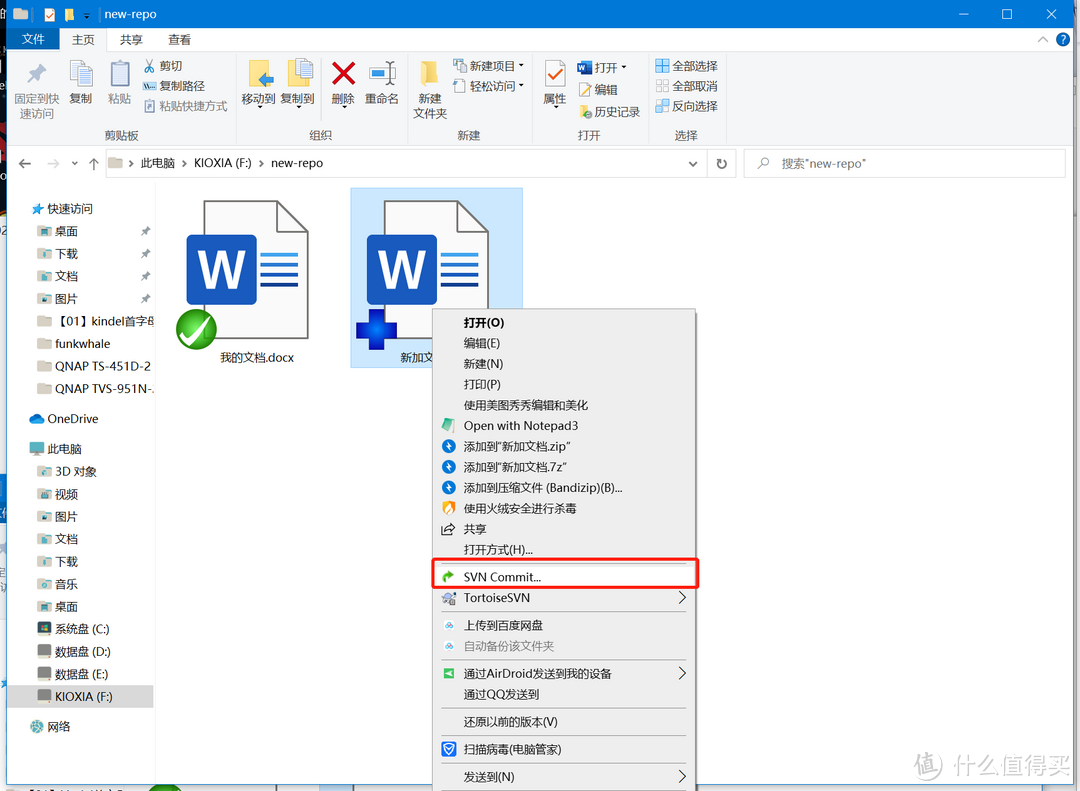 new-repo
文件 主页 共享 查看
固定到快速访问
复制
粘贴
剪切
复制路径
粘贴快捷方式
剪贴板
移动到
复制到
删除
重命名
组织
新建文件夹
新建项目
轻松访问
新建
属性
打开
编辑
历史记录
打开
全部选择
全部取消
反向选择
选择
此电脑 > KIOXIA (F:) > new-repo
搜索"new-repo"
快速访问
桌面
下载
文档
图片
【01】kindel首字母
funkwhale
QNAP TS-451D-2
QNAP TVS-951N-.
OneDrive
此电脑
3D 对象
视频
图片
文档
下载
音乐
桌面
系统盘 (C:)
数据盘 (D:)
数据盘 (E:)
KIOXIA (F:)
网络
W
我的文档.docx
W
新加文
打开(O)
编辑(E)
新建(N)
打印(P)
使用美图秀秀编辑和美化
Open with Notepad3
添加到"新加文档.zip"
添加到"新加文档.7z"
添加到压缩文件 (Bandizip)(B)...
使用火绒安全进行杀毒
共享
打开方式(H)...
SVN Commit...
TortoiseSVN
上传到百度网盘
自动备份该文件夹
通过AirDroid发送到我的设备
通过QQ发送到
还原以前的版本(V)
扫描病毒(电脑管家)
发送到(N)
值 什么值得买